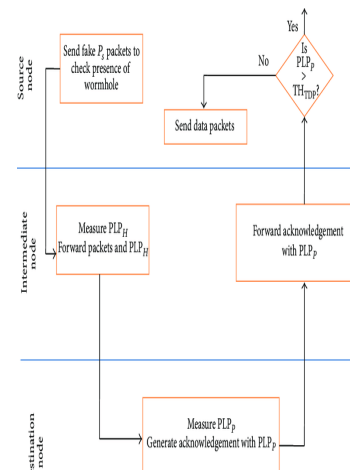 Yes
Source
node
Send fake Ps packets to
check presence of
wormhole
No
Is
PLPP
>
THTDP?
Send data packets
Intermediate
node
Measure PLPH
Forward packets and PLPH
Forward acknowledgement
with PLPP
estination
node
Measure PLPP
Generate acknowledgement with PLPP